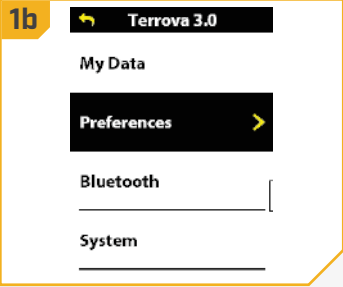 1b
Terrova 3.0
My Data
Preferences
Bluetooth
System